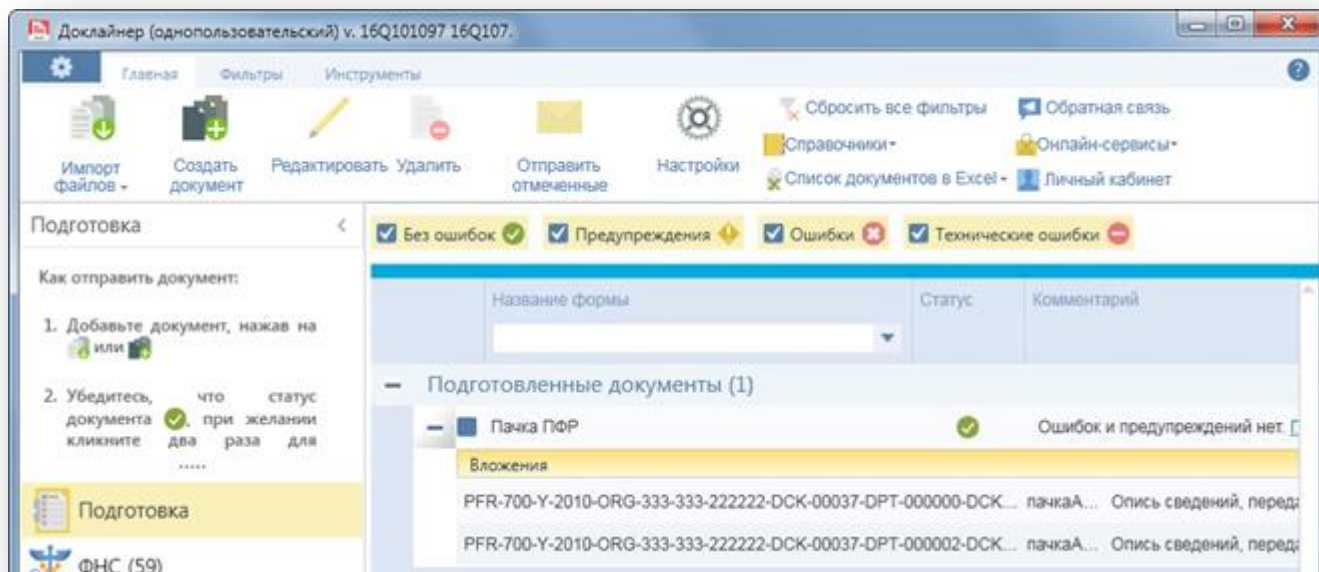 Доклайнер (однопользовательский) v. 16Q101097 16Q107.
Главная Фильтры Инструменты
Импорт файлов
Создать документ
Редактировать
Удалить
Отправить отмеченные
Настройки
Сбросить все фильтры
Справочники
Список документов в Excel
Обратная связь
Онлайн-сервисы
Личный кабинет
Подготовка
Как отправить документ:
1. Добавьте документ, нажав на
или
2. Убедитесь, что статус
документа , при желании
кликните два раза для
.....
Подготовка
ФНС (59)
Без ошибок Предупреждения Ошибки Технические ошибки
Название формы Статус Комментарий
Подготовленные документы (1)
Пачка ПФР Ошибок и предупреждений нет.
Вложения
PFR-700-Y-2010-ORG-333-333-222222-DCK-00037-DPT-000000-DCK... пачкаА... Опись сведений, переда
PFR-700-Y-2010-ORG-333-333-222222-DCK-00037-DPT-000002-DCK... пачкаА... Опись сведений, переда